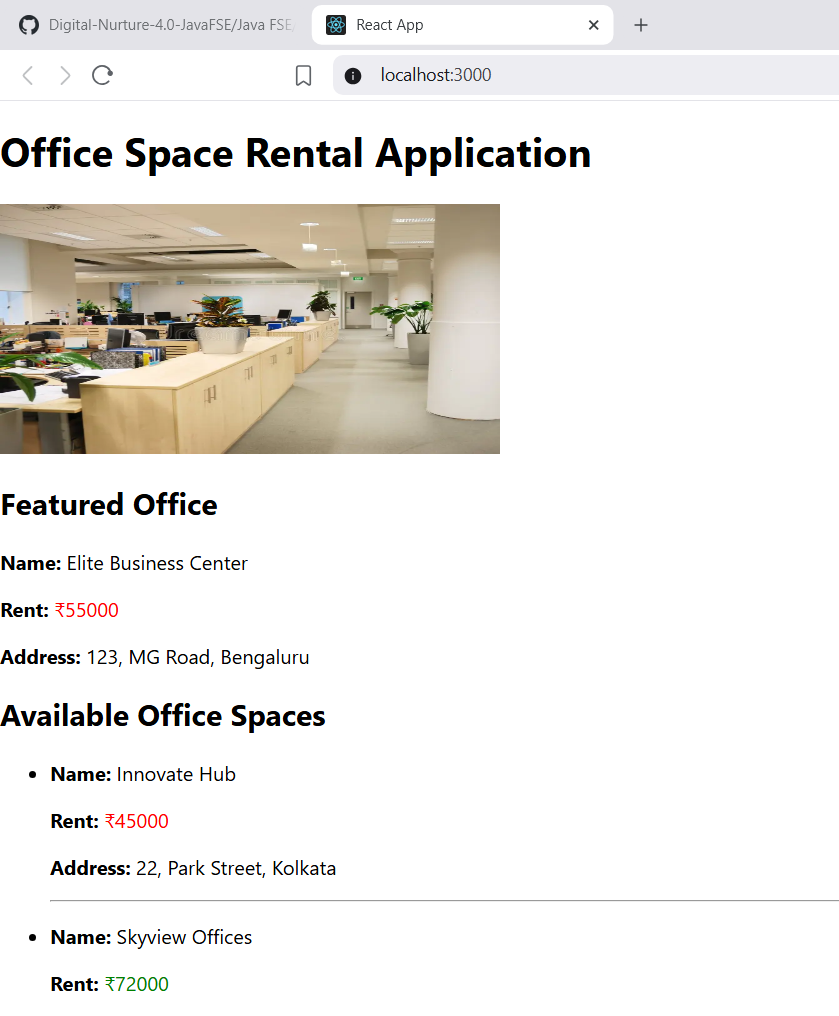 Digital-Nurture-4.0-JavaFSE/Java FSE/
React App
localhost:3000
Office Space Rental Application
Featured Office
Name: Elite Business Center
Rent: ₹55000
Address: 123, MG Road, Bengaluru
Available Office Spaces
Name: Innovate Hub
Rent: ₹45000
Address: 22, Park Street, Kolkata
Name: Skyview Offices
Rent: ₹72000